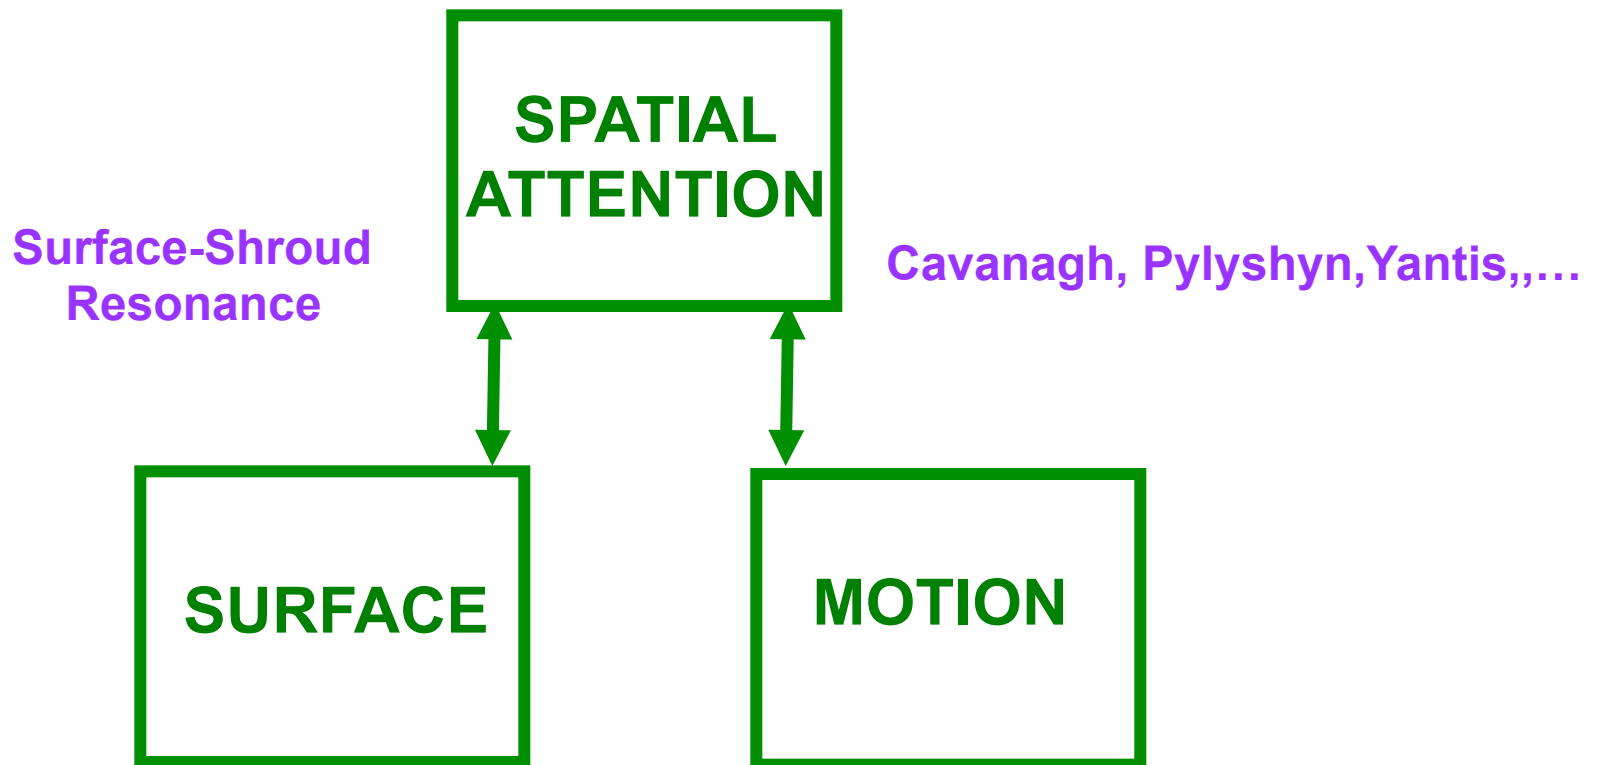 SPATIAL
ATTENTION
Surface-Shroud
Resonance
Cavanagh, Pylyshyn,Yantis,,…
SURFACE
MOTION